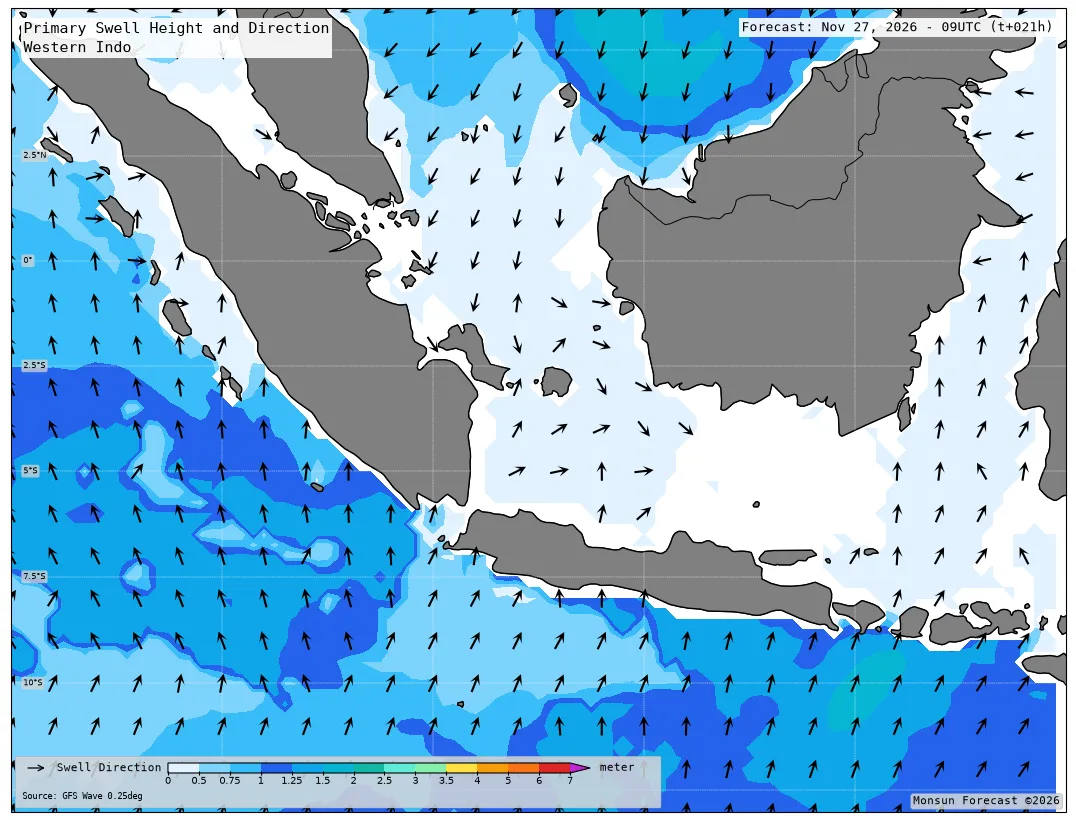 Primary Swell Height and Direction
Western Indo
Forecast: Nov 27, 2026 - 09UTC (t+021h)
2.5°N
0°
2.5°S
5°S
7.5°S
10°S
Swell Direction
meter
0 0.5 0.75 1 1.25 1.5 2 2.5 3 3.5 4 5 6 7
Source: GFS Wave 0.25deg
Monsun Forecast ©2026